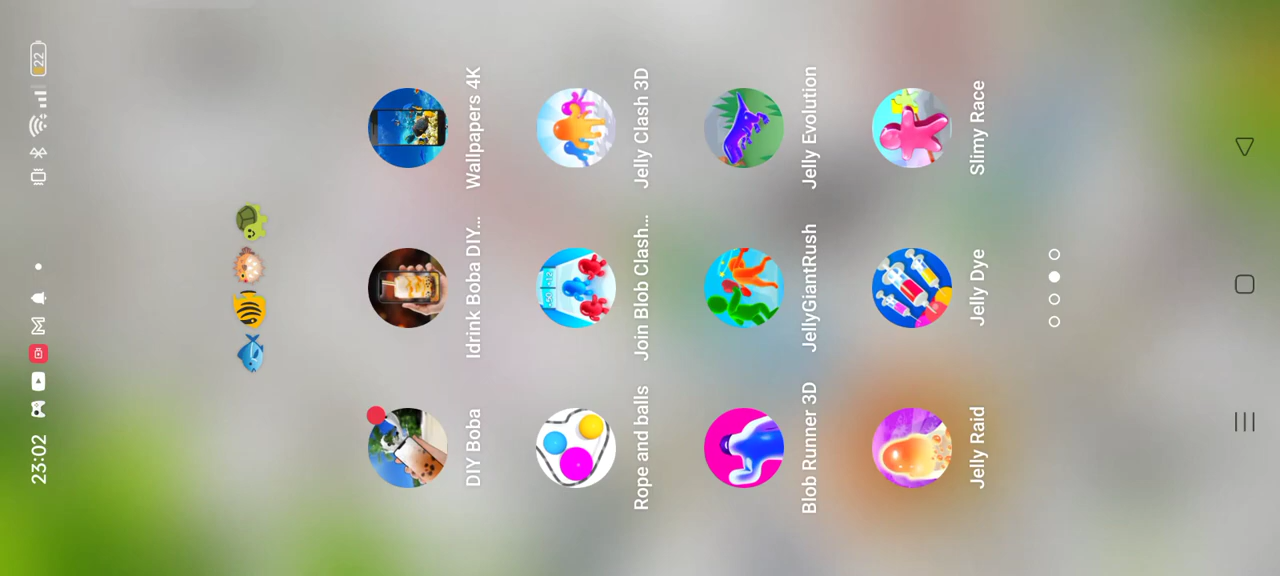 23:02
22
DIY Boba
Idrink Boba DIY...
Wallpapers 4K
Rope and balls
Join Blob Clash...
Jelly Clash 3D
Blob Runner 3D
JellyGiantRush
Jelly Evolution
Jelly Raid
Jelly Dye
Slimy Race